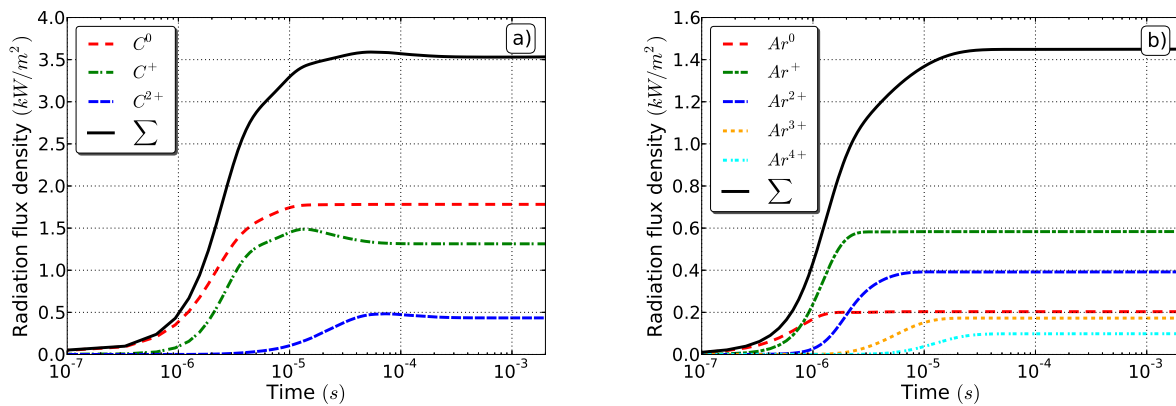 a)
C⁰
C⁺
C²⁺
∑
Radiation flux density (kW/m²)
4.0
3.5
3.0
2.5
2.0
1.5
1.0
0.5
0.0
10⁻⁷
10⁻⁶
10⁻⁵
10⁻⁴
10⁻³
Time (s)
b)
Ar⁰
Ar⁺
Ar²⁺
Ar³⁺
Ar⁴⁺
∑
Radiation flux density (kW/m²)
1.6
1.4
1.2
1.0
0.8
0.6
0.4
0.2
0.0
10⁻⁷
10⁻⁶
10⁻⁵
10⁻⁴
10⁻³
Time (s)